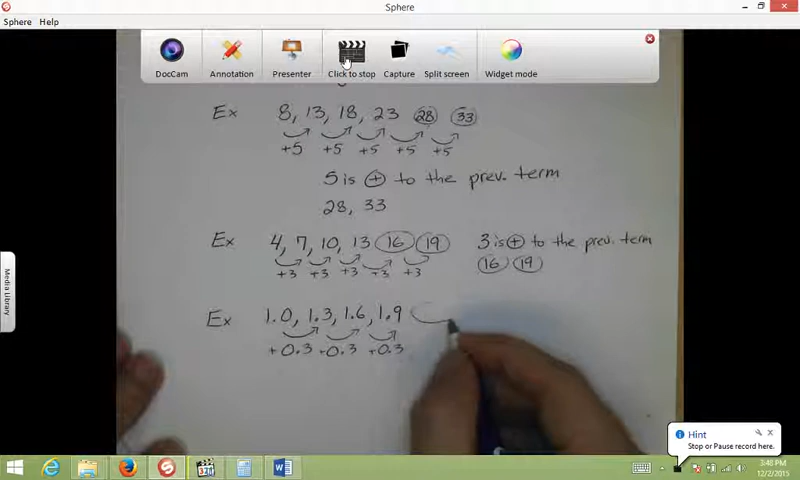 Sphere
Sphere Help
DocCam Annotation Presenter Click to stop Capture Split screen Widget mode
Ex 8, 13, 18, 23 28 33
+5 +5 +5 +5 +5
5 is + to the prev. term
28, 33
Ex 4, 7, 10, 13 16 19 3 is + to the prev. term
+3 +3 +3 +3 +3 16 19
Ex 1.0, 1.3, 1.6, 1.9
+0.3 +0.3 +0.3
Media Library
Hint
Stop or Pause record here.
3:48 PM
12/2/2015